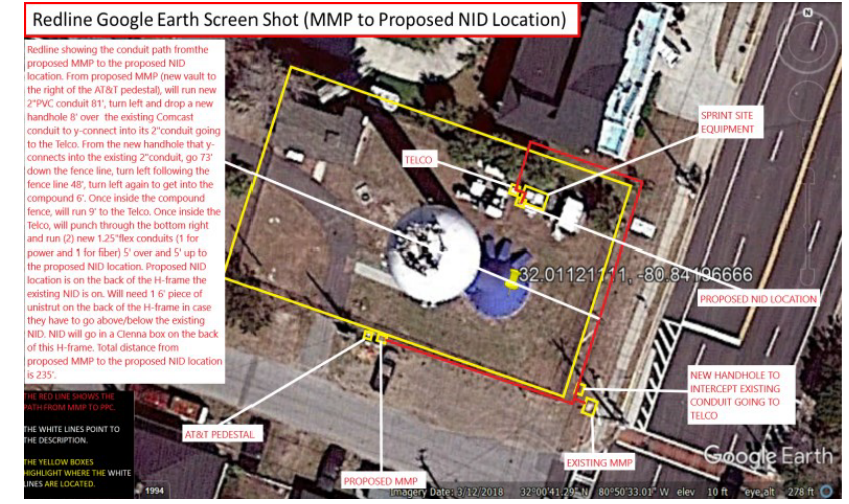 Redline Google Earth Screen Shot (MMP to Proposed NID Location)
Redline showing the conduit path fromthe
proposed MMP to the proposed NID
location. From proposed MMP (new vault to
the right of the AT&T pedestal), will run new
2"PVC conduit 81', turn left and drop a new
handhole 8' over the existing Comcast
conduit to y-connect into its 2"conduit going
to the Telco. From the new handhole that y-
connects into the existing 2"conduit, go 73'
down the fence line, turn left following the
fence line 48', turn left again to get into the
compound 6'. Once inside the compound
fence, will run 9' to the Telco. Once inside the
Telco, will punch through the bottom right
and run (2) new 1.25"flex conduits (1 for
power and 1 for fiber) 5' over and 5' up to
the proposed NID location. Proposed NID
location is on the back of the H-frame the
existing NID is on. Will need 1 6' piece of
unistrut on the back of the H-frame in case
they have to go above/below the existing
NID. NID will go in a Clenna box on the back
of this H-frame. Total distance from
proposed MMP to the proposed NID location
is 235'.
THE RED LINE SHOWS THE
PATH FROM MMP TO PPC.
THE WHITE LINES POINT TO
THE DESCRIPTION.
THE YELLOW BOXES
HIGHLIGHT WHERE THE WHITE
LINES ARE LOCATED.
N
SPRINT SITE
EQUIPMENT
TELCO
32.01121111, -80.84196666
PROPOSED NID LOCATION
NEW HANDHOLE TO
INTERCEPT EXISTING
CONDUIT GOING TO
TELCO
AT&T PEDESTAL
EXISTING MMP
PROPOSED MMP
Google Earth
1994
Imagery Date: 3/12/2018 32°00'41.29" N 80°50'33.01" W elev 10 ft eye alt 278 ft